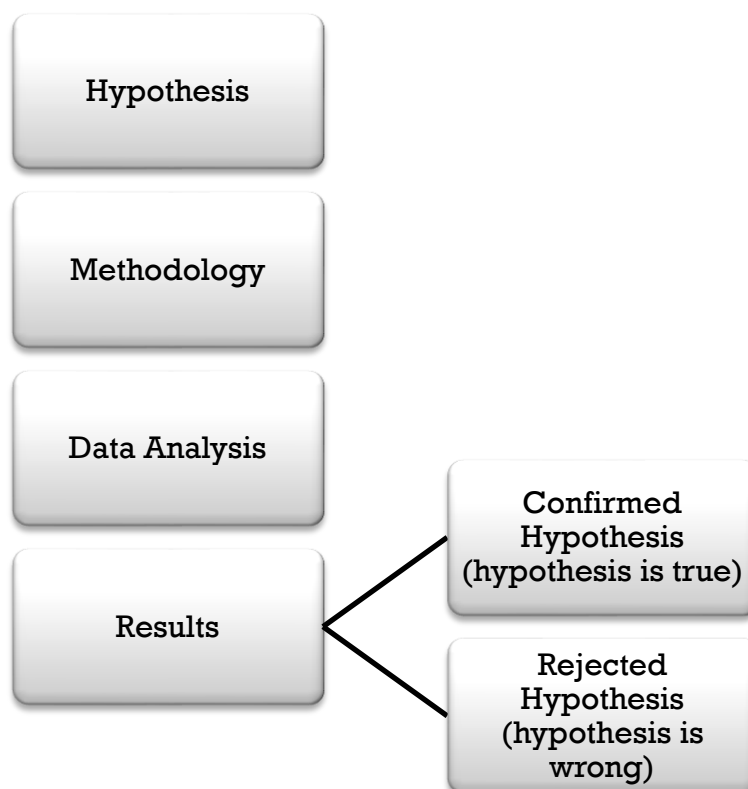 Hypothesis
Methodology
Data Analysis
Results
Confirmed
Hypothesis
(hypothesis is true)
Rejected
Hypothesis
(hypothesis is
wrong)